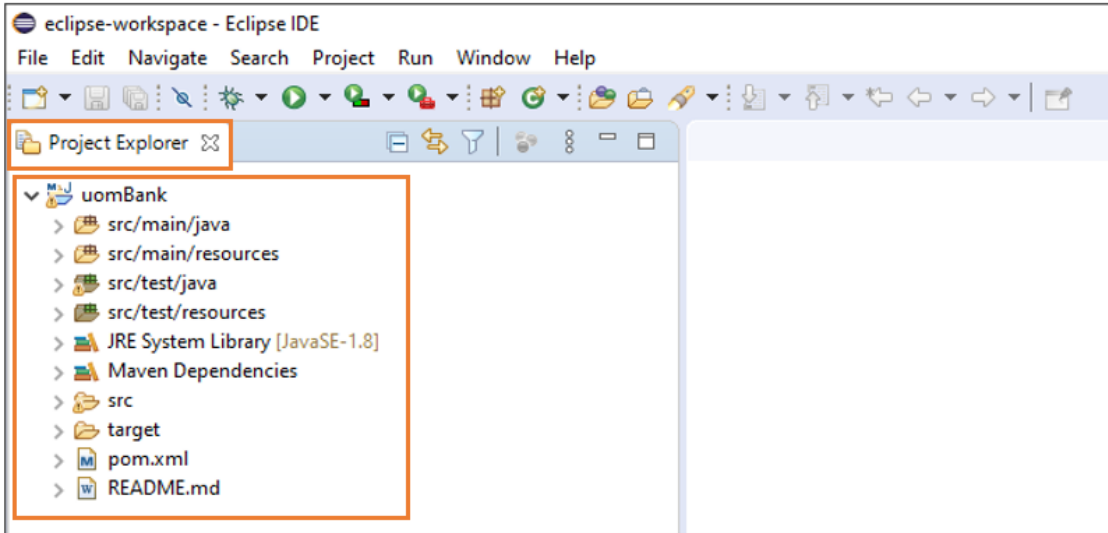 eclipse-workspace - Eclipse IDE
File Edit Navigate Search Project Run Window Help
Project Explorer
uomBank
src/main/java
src/main/resources
src/test/java
src/test/resources
JRE System Library [JavaSE-1.8]
Maven Dependencies
src
target
pom.xml
README.md